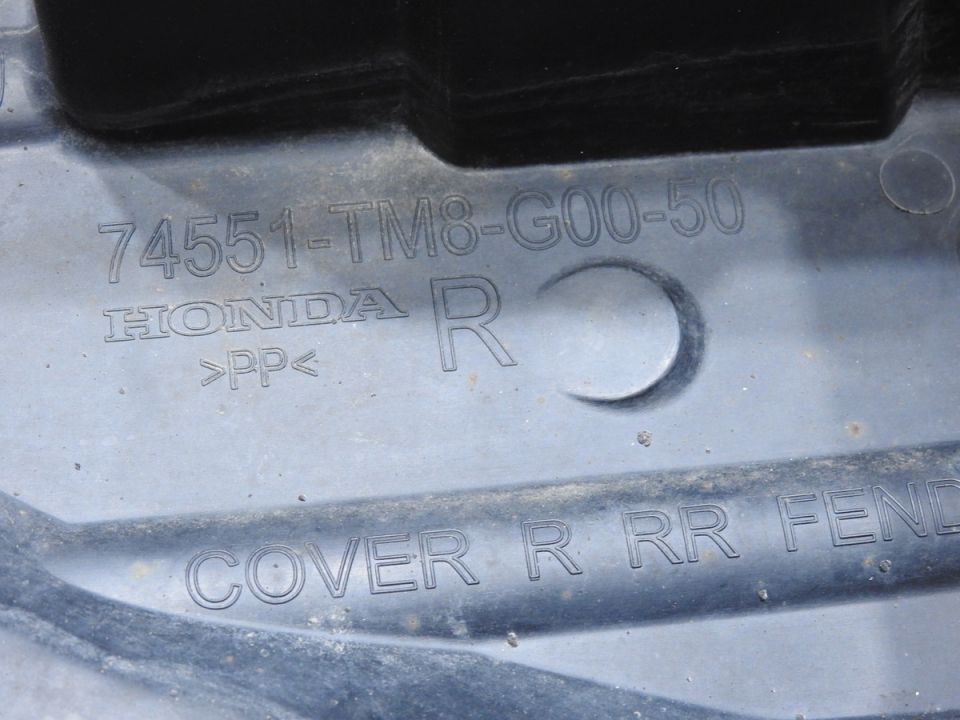 74551-TM8-G00-50
HONDA R
>PP<
COVER R RR FEND